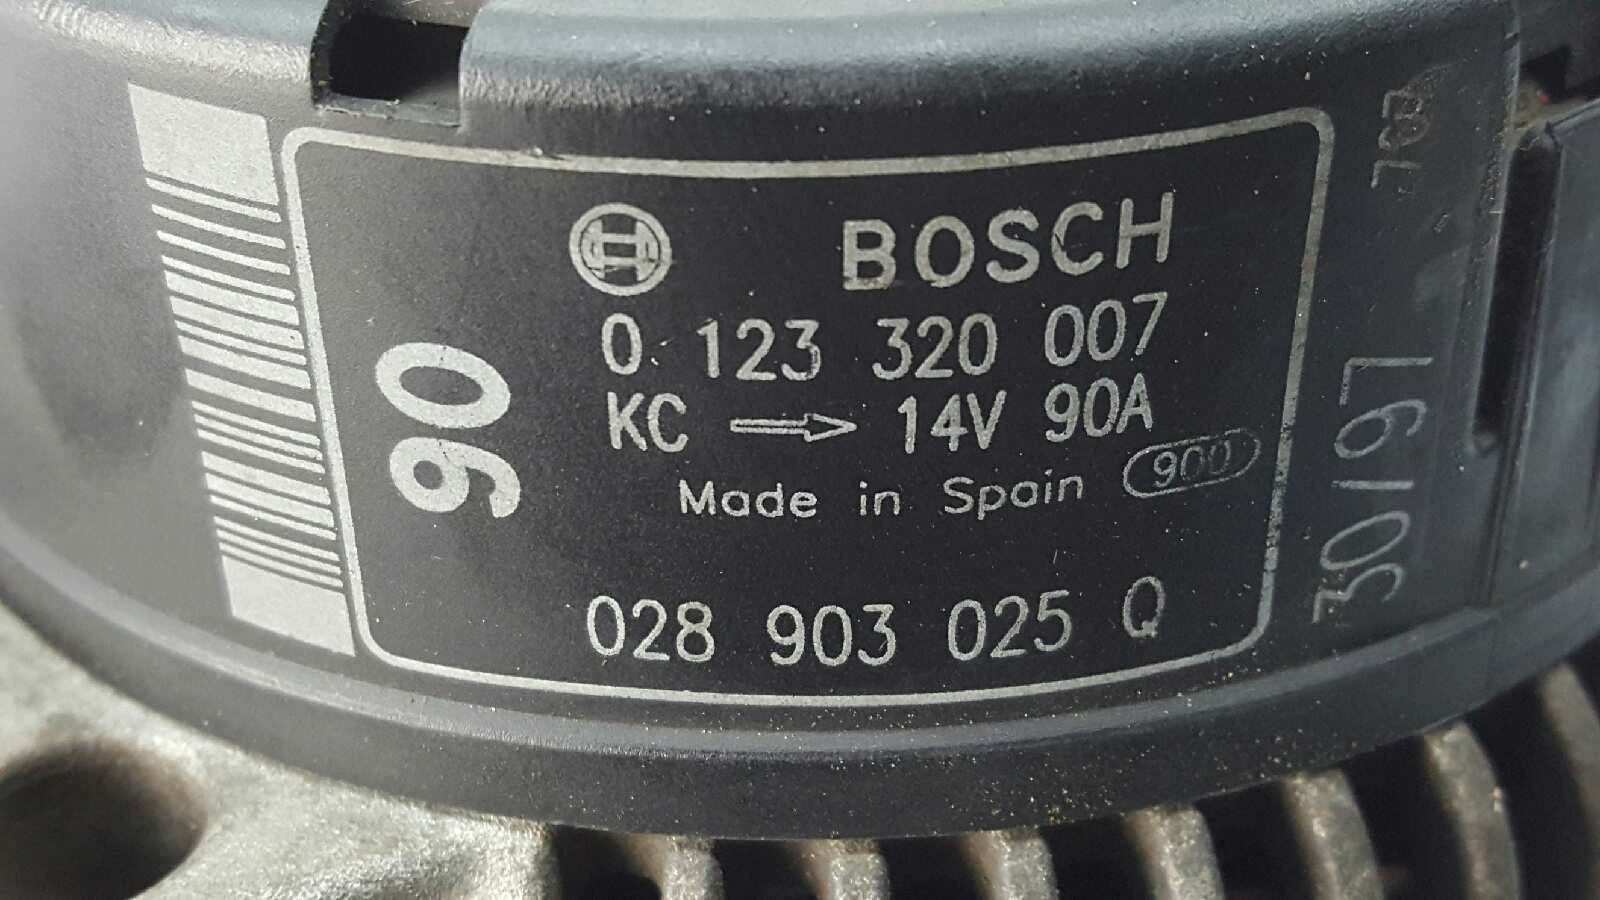 BOSCH
0 123 320 007
KC 14V 90A
Made in Spain 900
028 903 025 Q
90
30/97